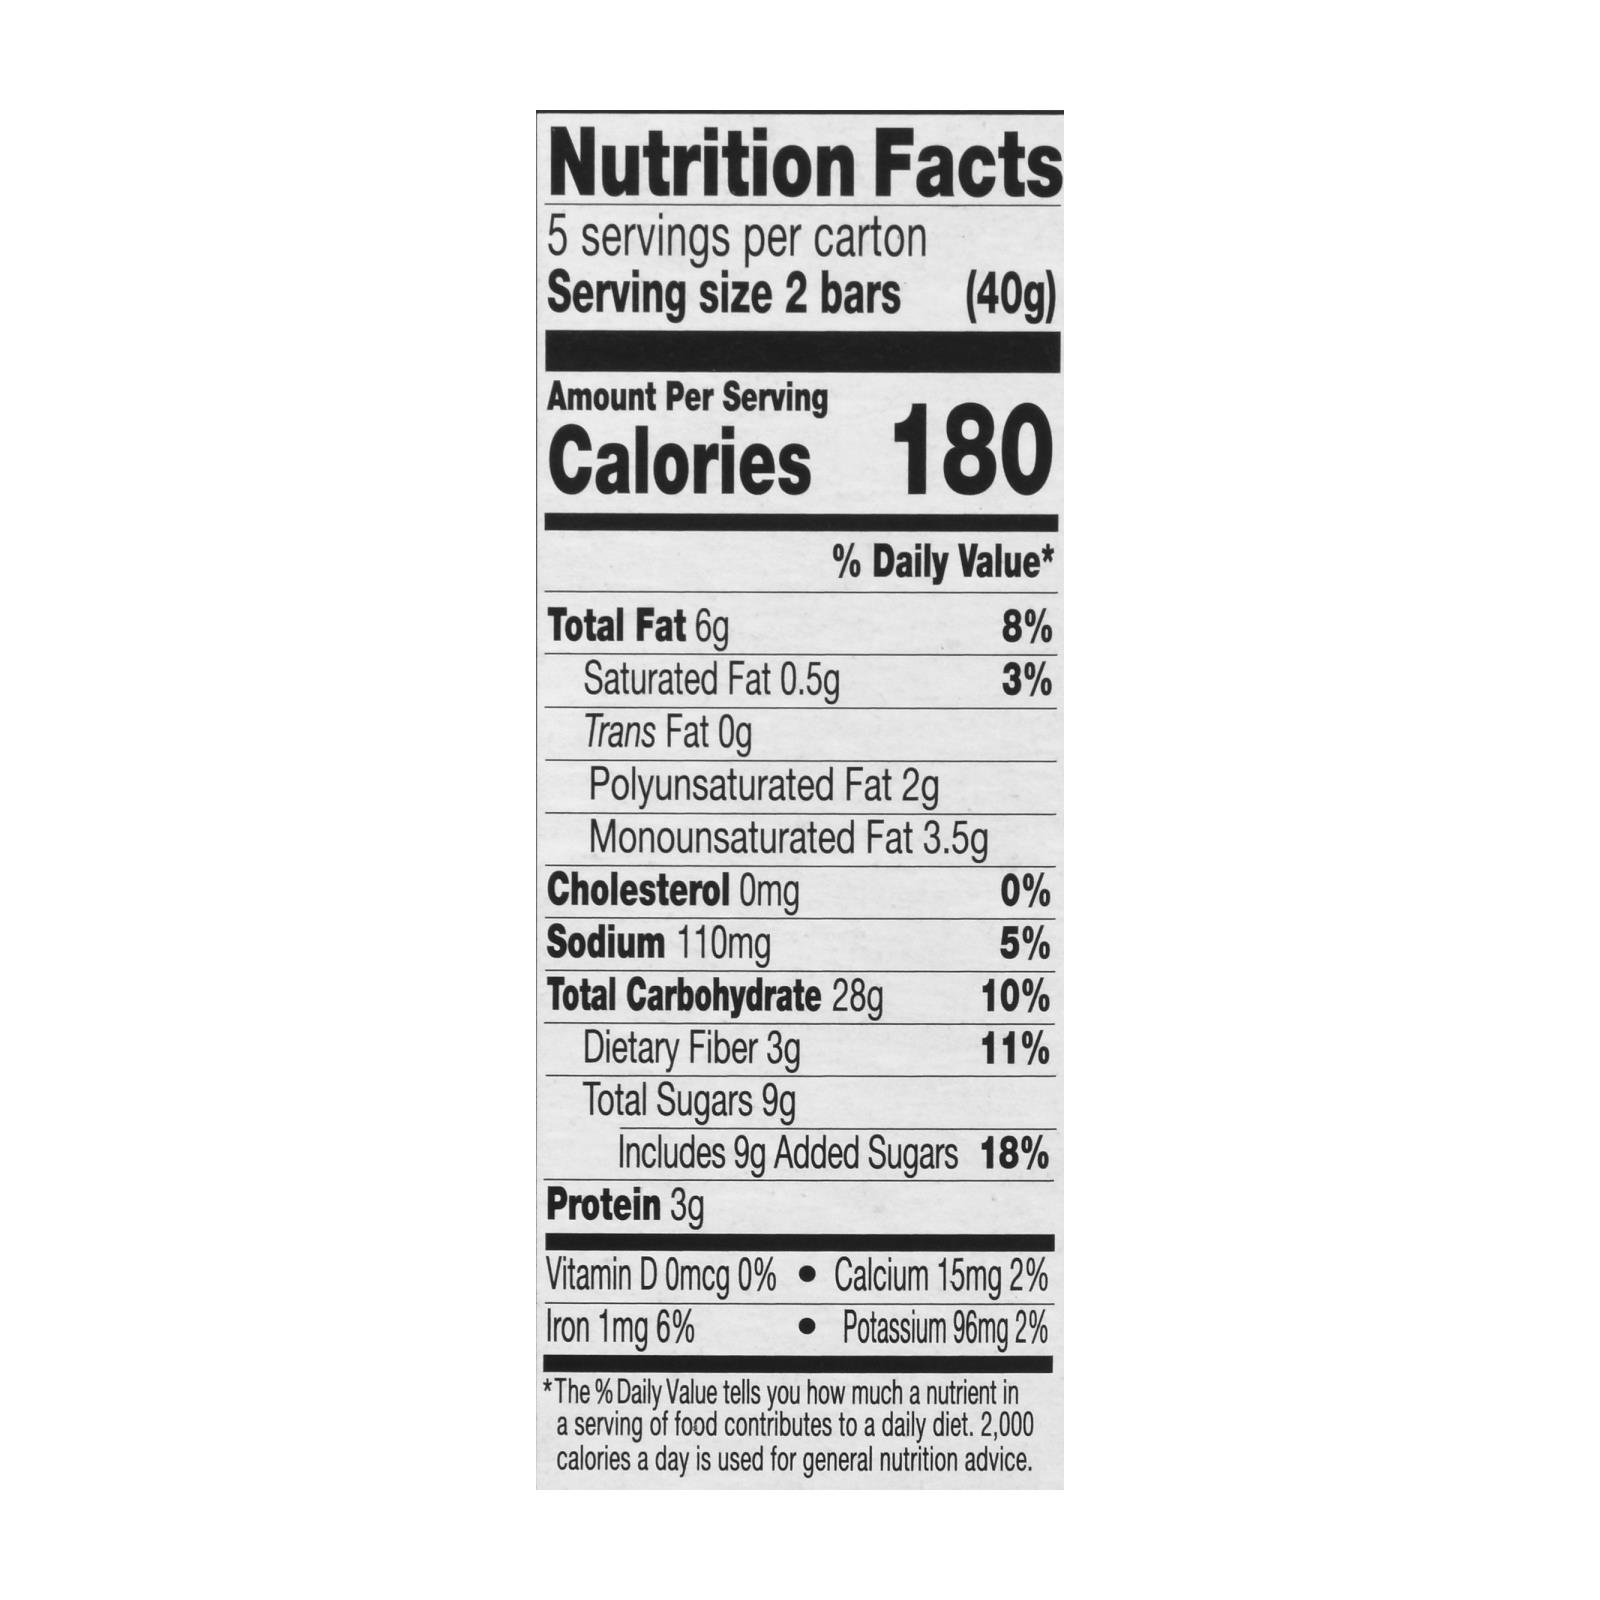 Nutrition Facts
5 servings per carton
Serving size 2 bars (40g)
Amount Per Serving
Calories 180
% Daily Value*
Total Fat 6g 8%
Saturated Fat 0.5g 3%
Trans Fat 0g
Polyunsaturated Fat 2g
Monounsaturated Fat 3.5g
Cholesterol 0mg 0%
Sodium 110mg 5%
Total Carbohydrate 28g 10%
Dietary Fiber 3g 11%
Total Sugars 9g
Includes 9g Added Sugars 18%
Protein 3g
Vitamin D 0mcg 0% • Calcium 15mg 2%
Iron 1mg 6% • Potassium 96mg 2%
*The % Daily Value tells you how much a nutrient in
a serving of food contributes to a daily diet. 2,000
calories a day is used for general nutrition advice.